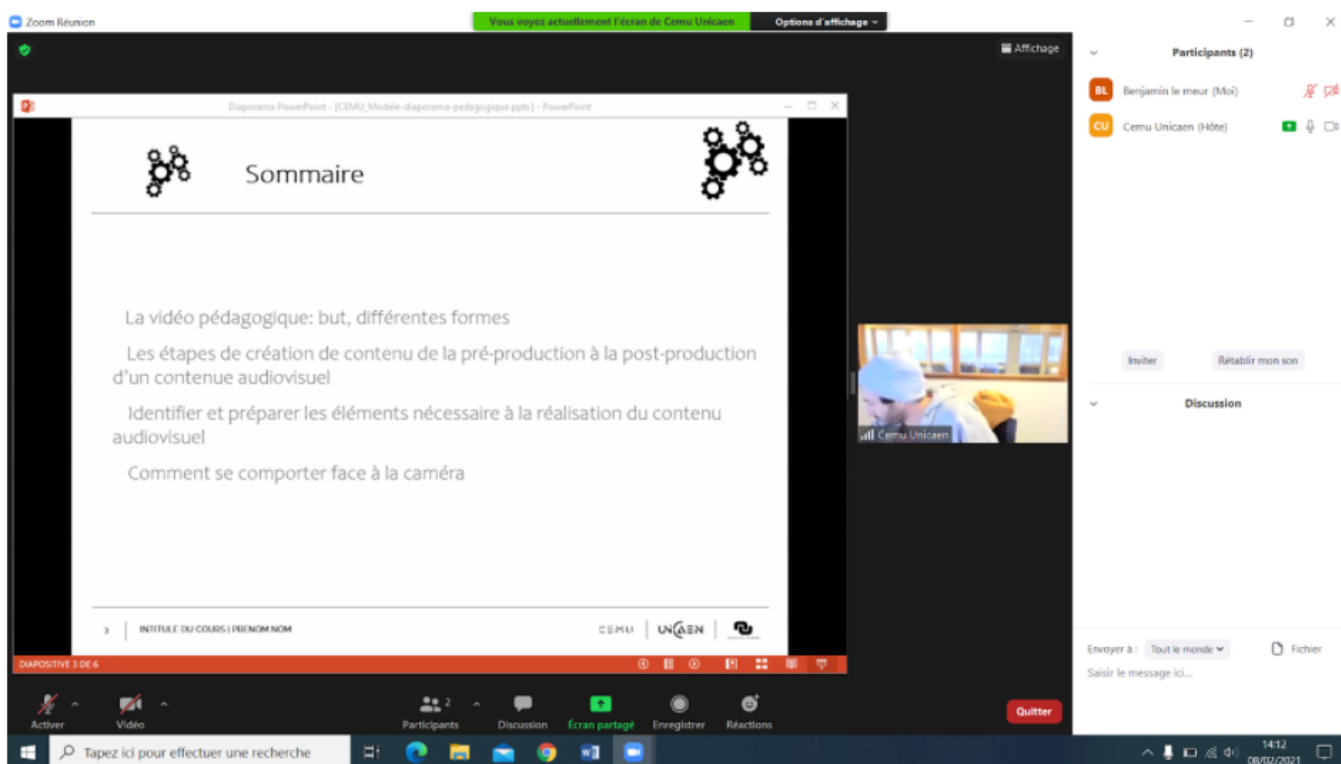 Zoom Réunion
Vous voyez actuellement l'écran de Cemu Unicaen
Options d'affichage
Affichage
Diaporama PowerPoint - [CEMU_Modele-diaporama-pedagogique.pptx] - PowerPoint
Sommaire
La vidéo pédagogique: but, différentes formes
Les étapes de création de contenu de la pré-production à la post-production
d'un contenue audiovisuel
Identifier et préparer les éléments nécessaire à la réalisation du contenu
audiovisuel
Comment se comporter face à la caméra
3 | INTITULE DU COURS | PRENOM NOM
CEMU | UNICAEN
DIAPOSITIVE 3 DE 6
Cemu Unicaen
Participants (2)
BL Benjamin le meur (Moi)
CU Cemu Unicaen (Hôte)
Inviter
Rétablir mon son
Discussion
Envoyer à : Tout le monde
Fichier
Saisir le message ici...
Activer
Vidéo
2
Participants
Discussion
Écran partagé
Enregistrer
Réactions
Quitter
Tapez ici pour effectuer une recherche
14:12
08/02/2021